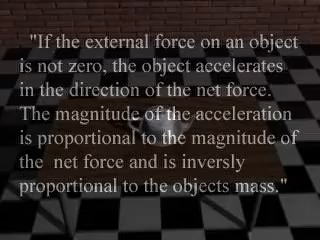 "If the external force on an object
is not zero, the object accelerates
in the direction of the net force.
The magnitude of the acceleration
is proportional to the magnitude of
the net force and is inversly
proportional to the objects mass."